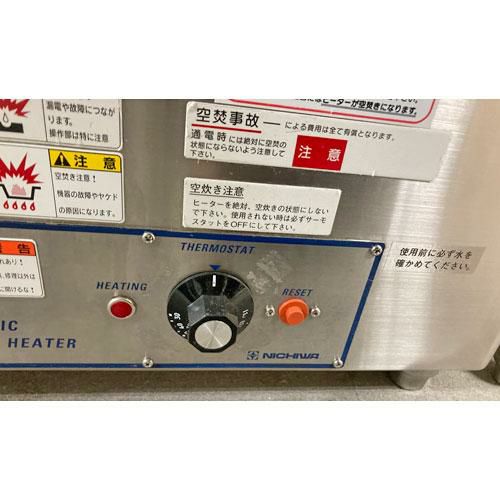 漏電や故障につなが
ります。
操作部は特に注意
注意
空焚き注意!
機器の故障やヤケド
の原因になります。
ヒーターが空焚きになります。
空焚事故 ―による費用は全て有償となります。
通電時には絶対に空焚の
状態にならないよう注意して
下さい。
注意
空炊き注意
ヒーターを絶対、空炊きの状態にしない
で下さい。使用されない時は必ずサーモ
スタットをOFFにして下さい。
使用前に必ず水を
確かめてください。
THERMOSTAT
HEATING
RESET
30
HEATER
NICHIWA